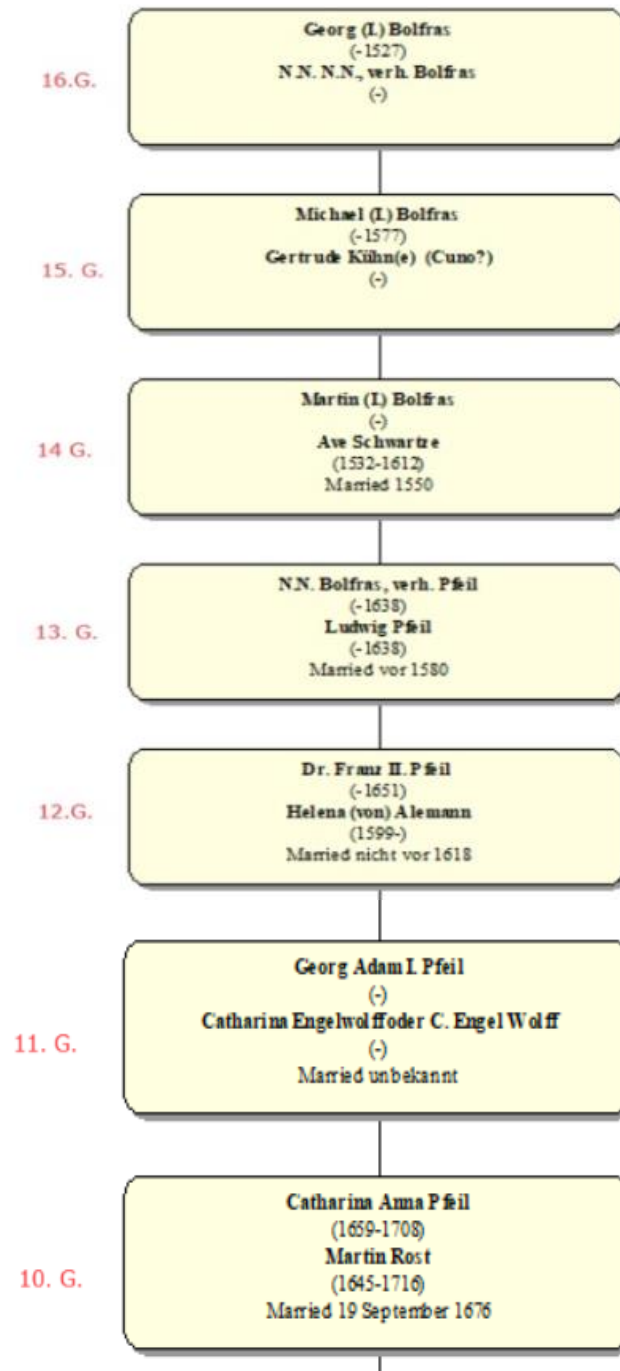 16.G.
Georg (I.) Bolfras
(-1527)
N.N. N.N., verh. Bolfras
(-)
15. G.
Michael (I.) Bolfras
(-1577)
Gertrude Kühn(e) (Cuno?)
(-)
14 G.
Martin (I.) Bolfras
(-)
Ave Schwartze
(1532-1612)
Married 1550
13. G.
N.N. Bolfras, verh. Pfeil
(-1638)
Ludwig Pfeil
(-1638)
Married vor 1580
12.G.
Dr. Franz II. Pfeil
(-1651)
Helena (von) Alemann
(1599-)
Married nicht vor 1618
11. G.
Georg Adam I. Pfeil
(-)
Catharina Engelwolffoder C. Engel Wolff
(-)
Married unbekannt
10. G.
Catharina Anna Pfeil
(1659-1708)
Martin Rost
(1645-1716)
Married 19 September 1676